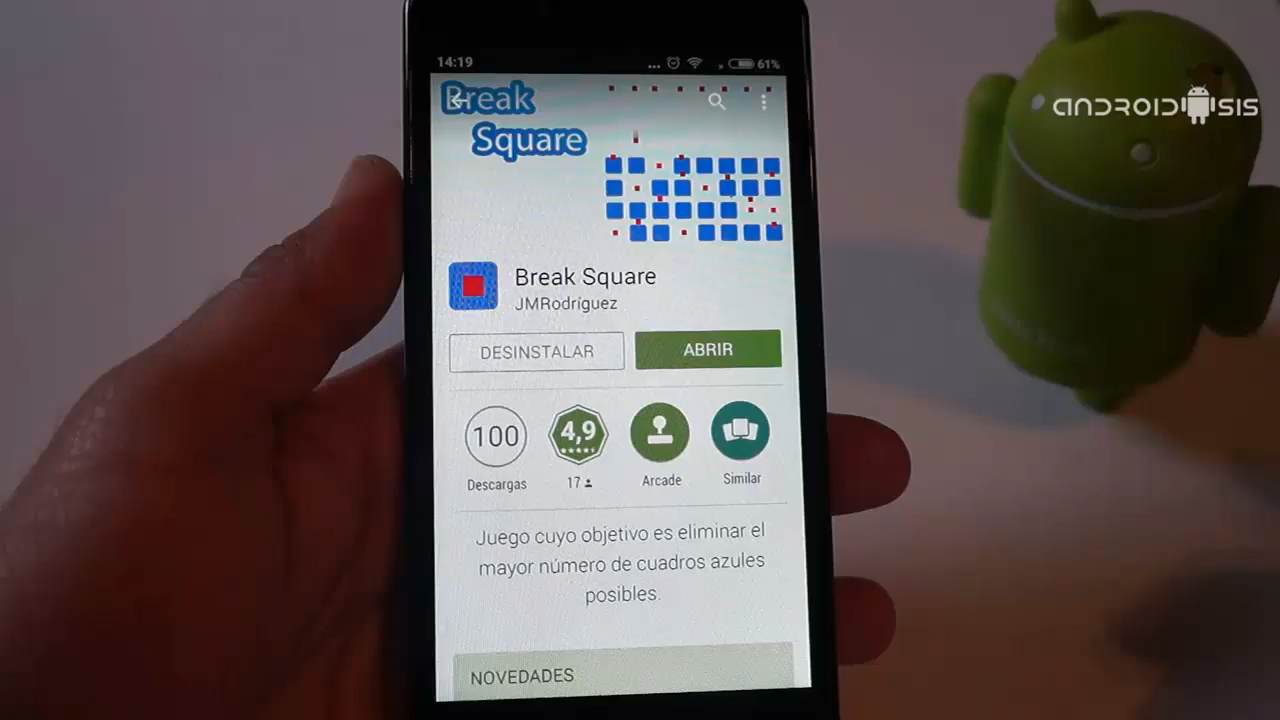 14:19
61%
Break
Square
ANDROIDSIS
Break Square
JMRodríguez
DESINSTALAR
ABRIR
100
4,9
Descargas
17
Arcade
Similar
Juego cuyo objetivo es eliminar el
mayor número de cuadros azules
posibles.
NOVEDADES